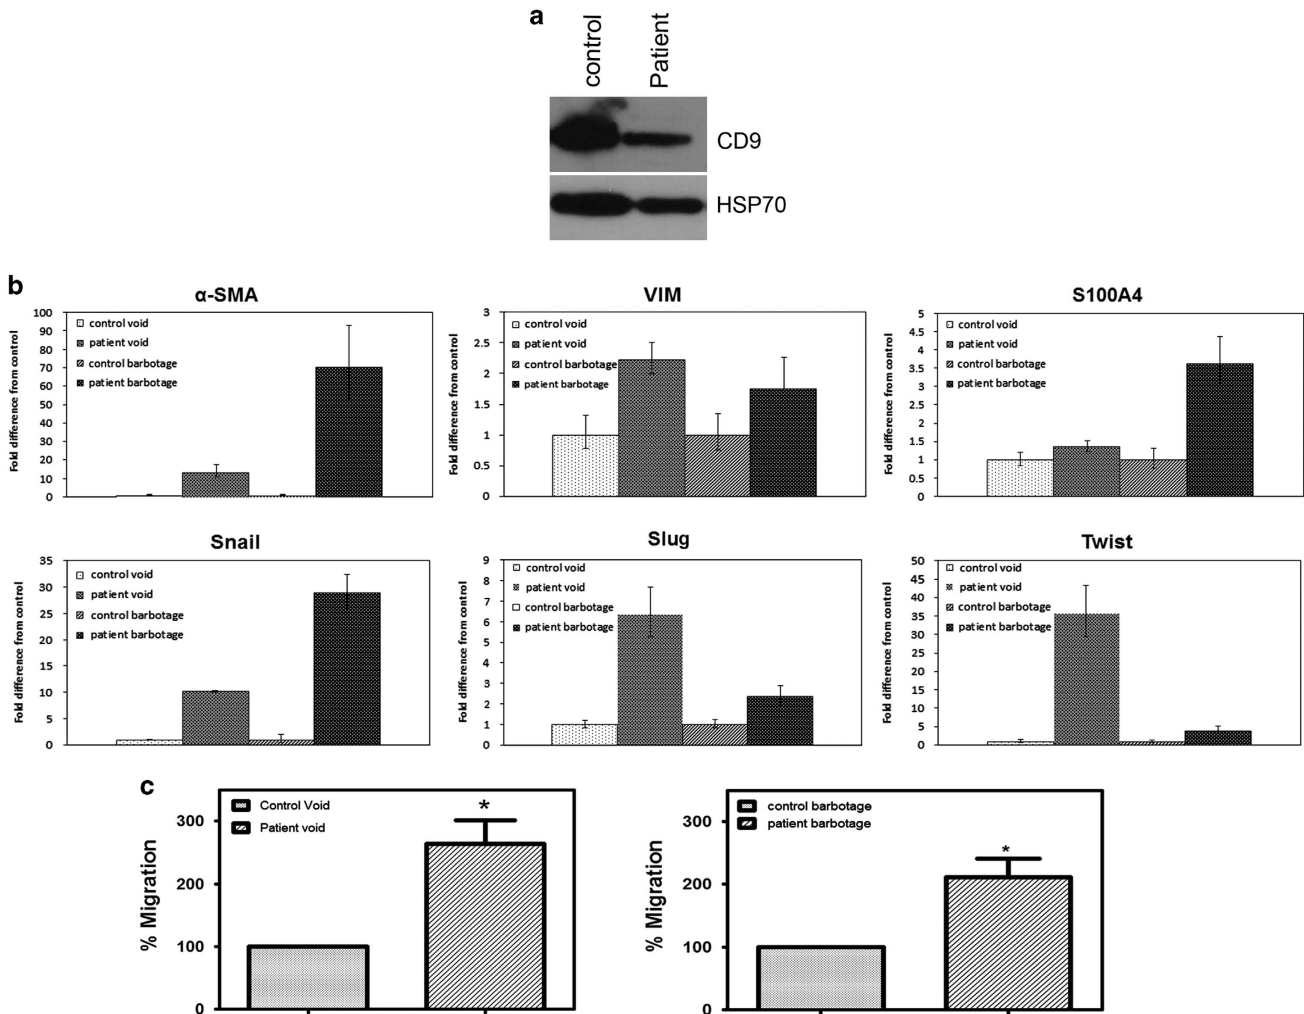 a
control
Patient
CD9
HSP70
b
α-SMA
Fold difference from control
100
90
80
70
60
50
40
30
20
10
0
control void
patient void
control barbotage
patient barbotage
VIM
Fold difference from control
3
2.5
2
1.5
1
0.5
0
control void
patient void
control barbotage
patient barbotage
S100A4
Fold difference from control
5
4.5
4
3.5
3
2.5
2
1.5
1
0.5
0
control void
patient void
control barbotage
patient barbotage
Snail
Fold difference from control
35
30
25
20
15
10
5
0
control void
patient void
control barbotage
patient barbotage
Slug
Fold difference from control
9
8
7
6
5
4
3
2
1
0
control void
patient void
control barbotage
patient barbotage
Twist
Fold difference from control
50
45
40
35
30
25
20
15
10
5
0
control void
patient void
control barbotage
patient barbotage
c
% Migration
300
200
100
0
Control Void
Patient void
*
% Migration
300
200
100
0
control barbotage
patient barbotage
*